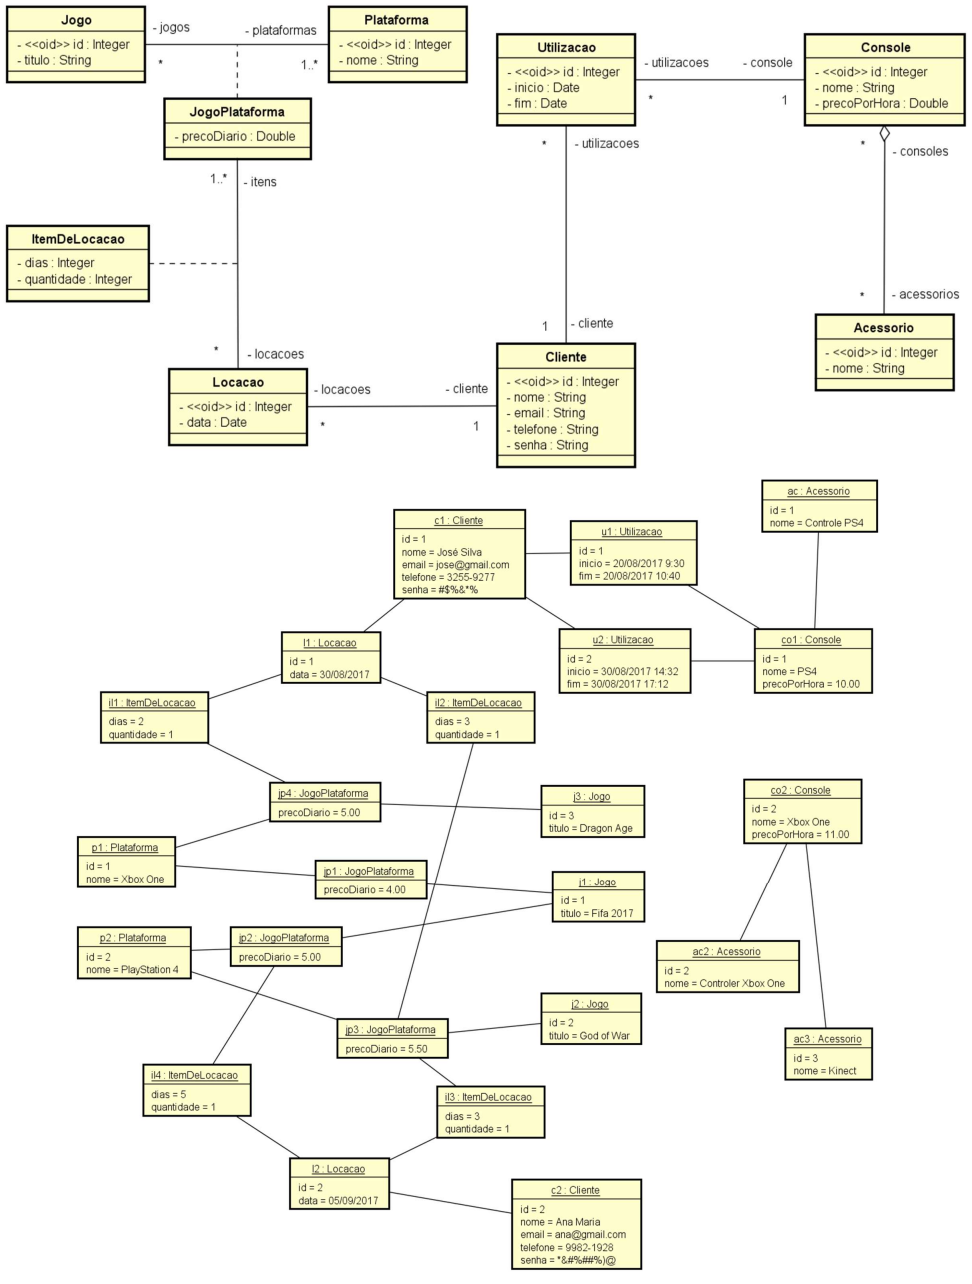 Jogo
- <<oid>> id : Integer
- titulo : String
- jogos
*
- plataformas
1..*
Plataforma
- <<oid>> id : Integer
- nome : String
JogoPlataforma
- precoDiario : Double
1..*
- itens
ItemDeLocacao
- dias : Integer
- quantidade : Integer
*
- locacoes
Locacao
- <<oid>> id : Integer
- data : Date
- locacoes
*
- cliente
1
Utilizacao
- <<oid>> id : Integer
- inicio : Date
- fim : Date
- utilizacoes
*
- console
1
Console
- <<oid>> id : Integer
- nome : String
- precoPorHora : Double
*
- utilizacoes
*
- consoles
1
- cliente
*
- acessorios
Cliente
- <<oid>> id : Integer
- nome : String
- email : String
- telefone : String
- senha : String
Acessorio
- <<oid>> id : Integer
- nome : String
ac : Acessorio
id = 1
nome = Controle PS4
c1 : Cliente
id = 1
nome = José Silva
email = jose@gmail.com
telefone = 3255-9277
senha = #$%&*%
u1 : Utilizacao
id = 1
inicio = 20/08/2017 9:30
fim = 20/08/2017 10:40
l1 : Locacao
id = 1
data = 30/08/2017
u2 : Utilizacao
id = 2
inicio = 30/08/2017 14:32
fim = 30/08/2017 17:12
co1 : Console
id = 1
nome = PS4
precoPorHora = 10.00
il1 : ItemDeLocacao
dias = 2
quantidade = 1
il2 : ItemDeLocacao
dias = 3
quantidade = 1
jp4 : JogoPlataforma
precoDiario = 5.00
j3 : Jogo
id = 3
titulo = Dragon Age
co2 : Console
id = 2
nome = Xbox One
precoPorHora = 11.00
p1 : Plataforma
id = 1
nome = Xbox One
jp1 : JogoPlataforma
precoDiario = 4.00
j1 : Jogo
id = 1
titulo = Fifa 2017
p2 : Plataforma
id = 2
nome = PlayStation 4
jp2 : JogoPlataforma
precoDiario = 5.00
ac2 : Acessorio
id = 2
nome = Controler Xbox One
jp3 : JogoPlataforma
precoDiario = 5.50
j2 : Jogo
id = 2
titulo = God of War
ac3 : Acessorio
id = 3
nome = Kinect
il4 : ItemDeLocacao
dias = 5
quantidade = 1
il3 : ItemDeLocacao
dias = 3
quantidade = 1
l2 : Locacao
id = 2
data = 05/09/2017
c2 : Cliente
id = 2
nome = Ana Maria
email = ana@gmail.com
telefone = 9982-1928
senha = *&#%##%)@